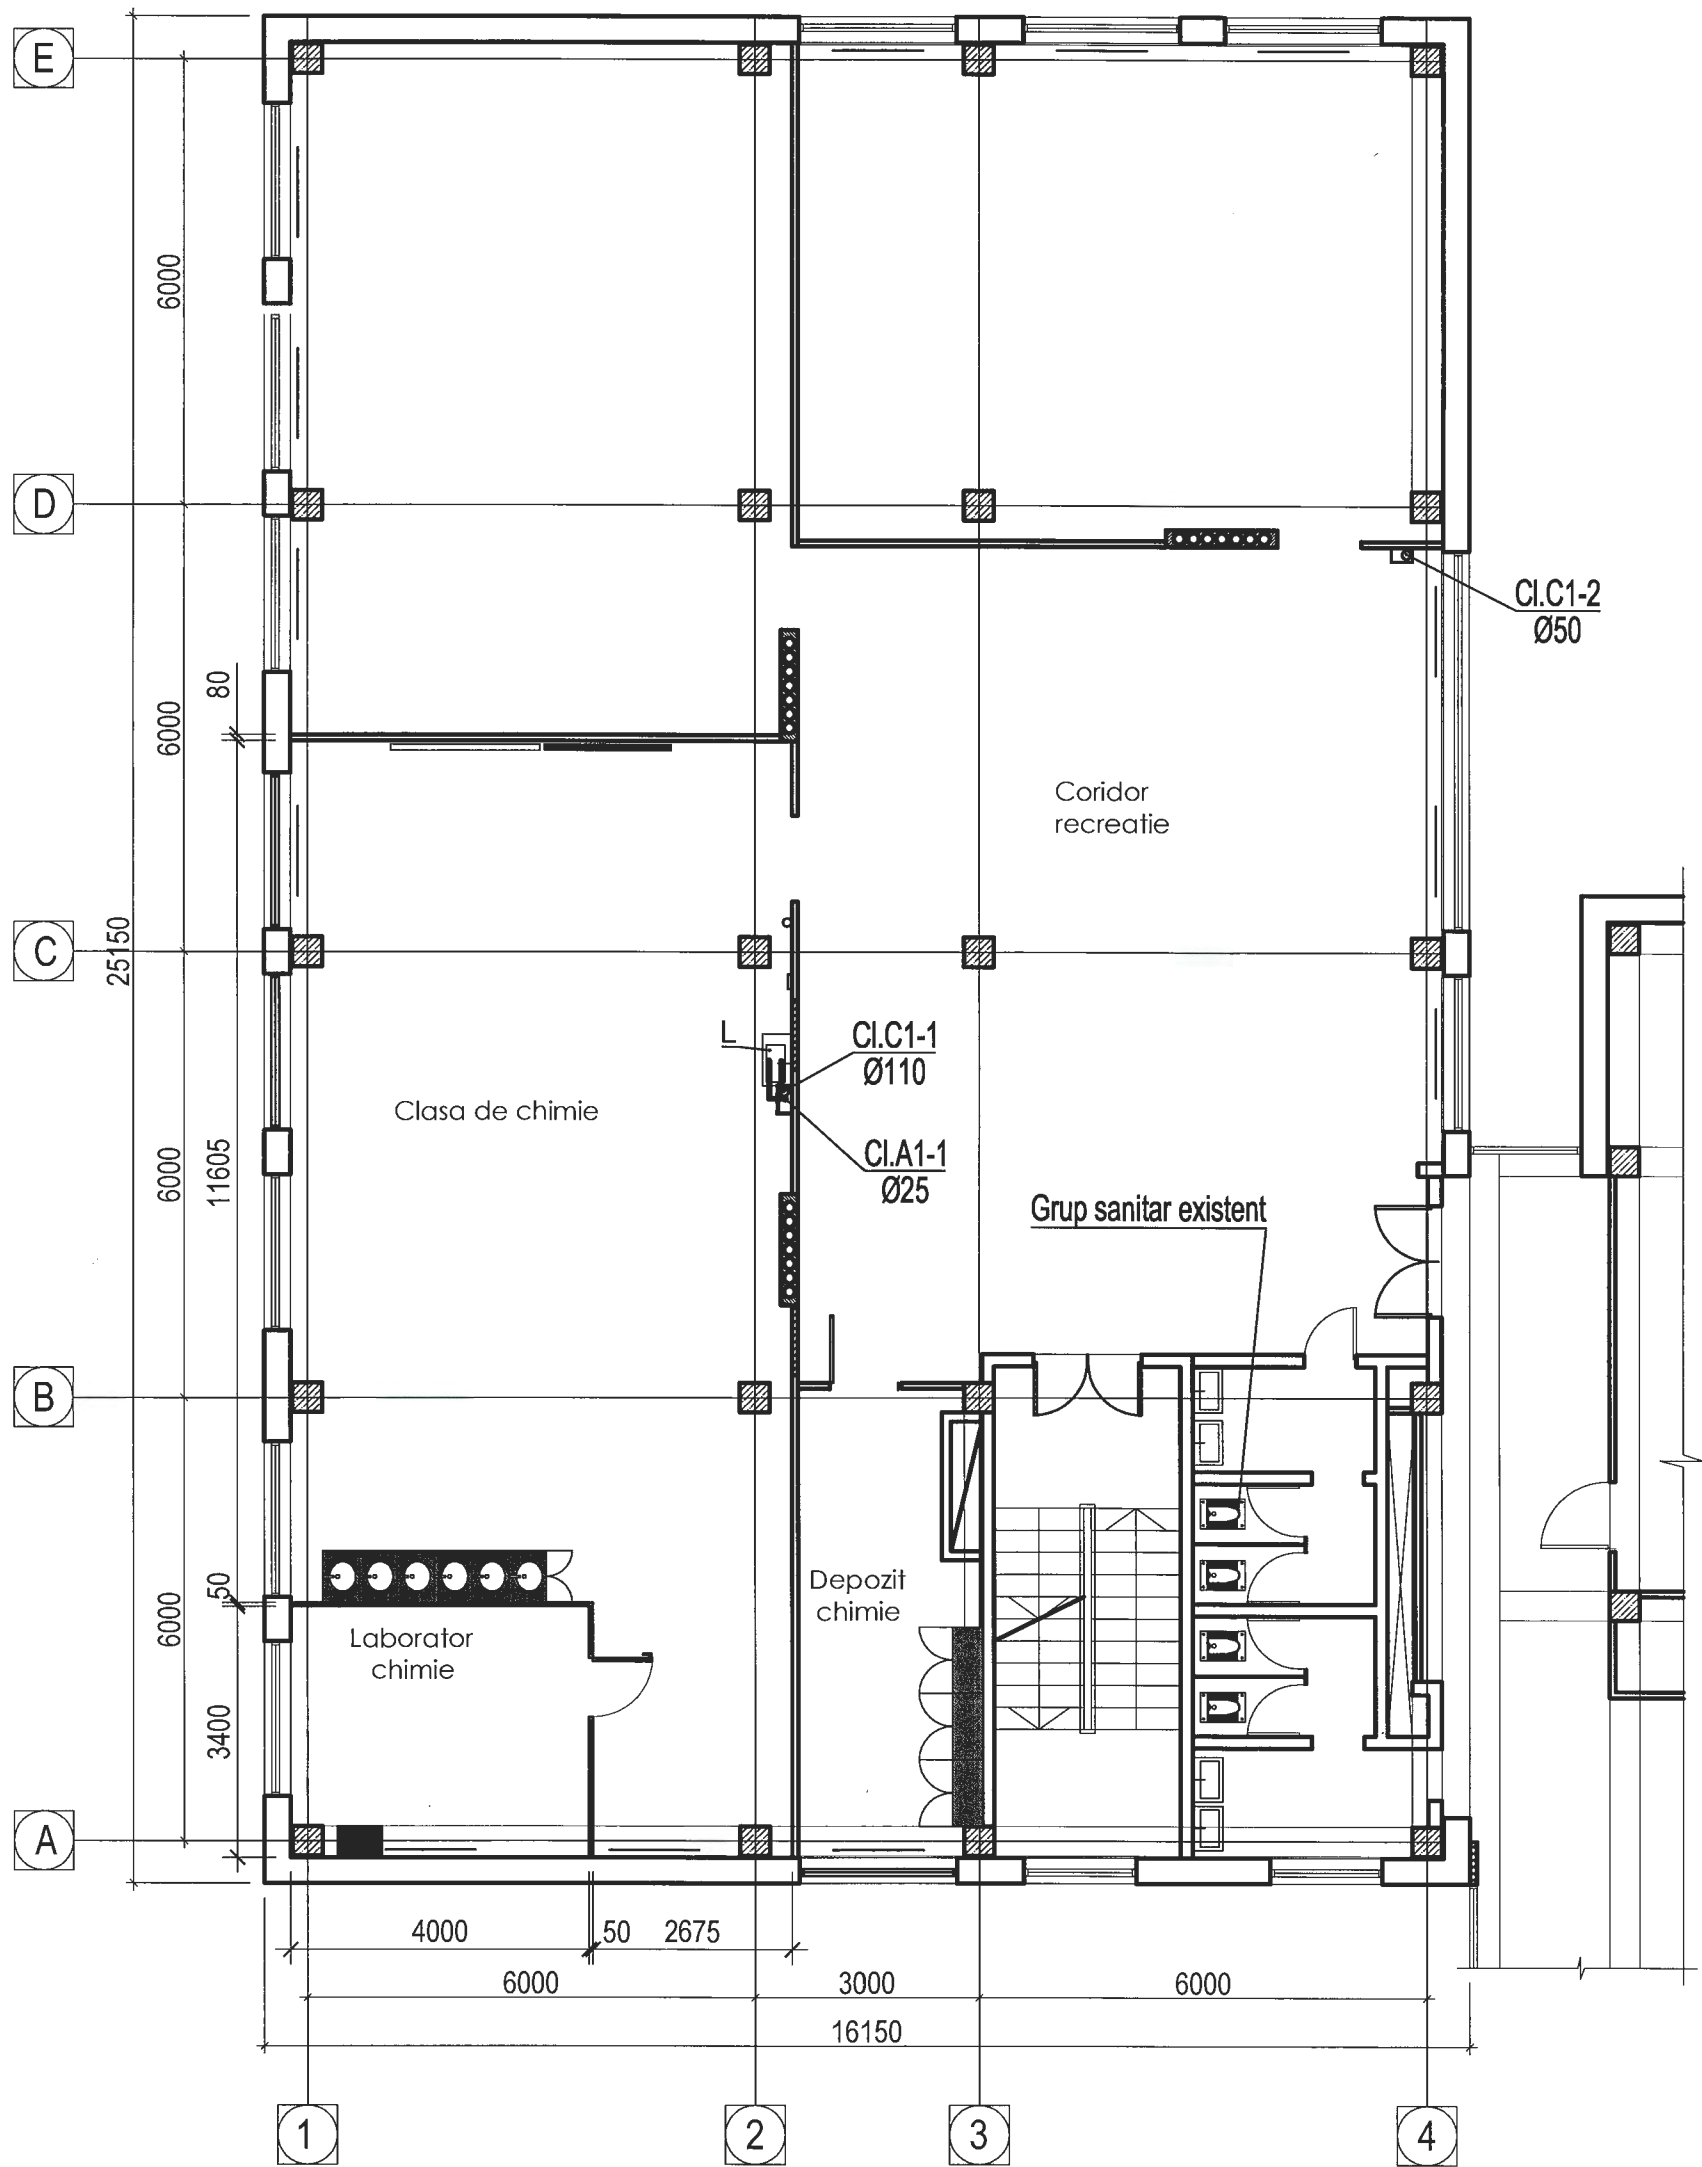 E
6000
D
Cl.C1-2
Ø50
80
6000
Coridor
recreatie
C
25150
L
Cl.C1-1
Ø110
Clasa de chimie
6000
11605
Cl.A1-1
Ø25
Grup sanitar existent
B
50
6000
Depozit
chimie
Laborator
chimie
3400
A
4000
50
2675
6000
3000
6000
16150
1
2
3
4